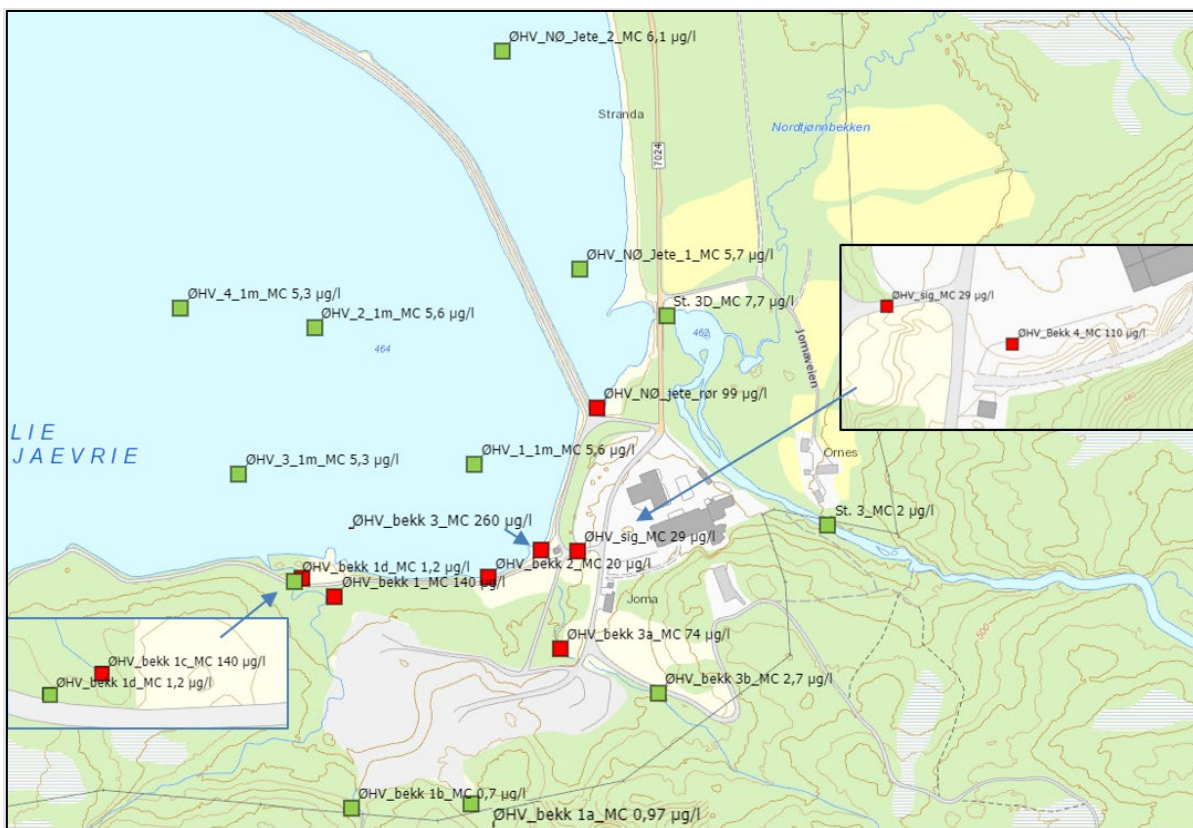 ØHV_NØ_Jete_2_MC 6,1 µg/l
Stranda
Nordtjønnbekken
7024
ØHV_NØ_Jete_1_MC 5,7 µg/l
ØHV_4_1m_MC 5,3 µg/l
ØHV_2_1m_MC 5,6 µg/l
464
St. 3D_MC 7,7 µg/l
462
Jomaveien
ØHV_sig_MC 29 µg/l
ØHV_Bekk 4_MC 110 µg/l
480
ØHV_NØ_jete_rør 99 µg/l
LIE
JAEVRIE
ØHV_3_1m_MC 5,3 µg/l
ØHV_1_1m_MC 5,6 µg/l
Ornes
ØHV_bekk 3_MC 260 µg/l
ØHV_sig_MC 29 µg/l
St. 3_MC 2 µg/l
ØHV_bekk 1d_MC 1,2 µg/l
ØHV_bekk 2_MC 20 µg/l
ØHV_bekk 1_MC 140 µg/l
Joma
500
ØHV_bekk 3a_MC 74 µg/l
ØHV_bekk 1c_MC 140 µg/l
ØHV_bekk 1d_MC 1,2 µg/l
ØHV_bekk 3b_MC 2,7 µg/l
ØHV_bekk 1b_MC 0,7 µg/l
ØHV_bekk 1a_MC 0,97 µg/l